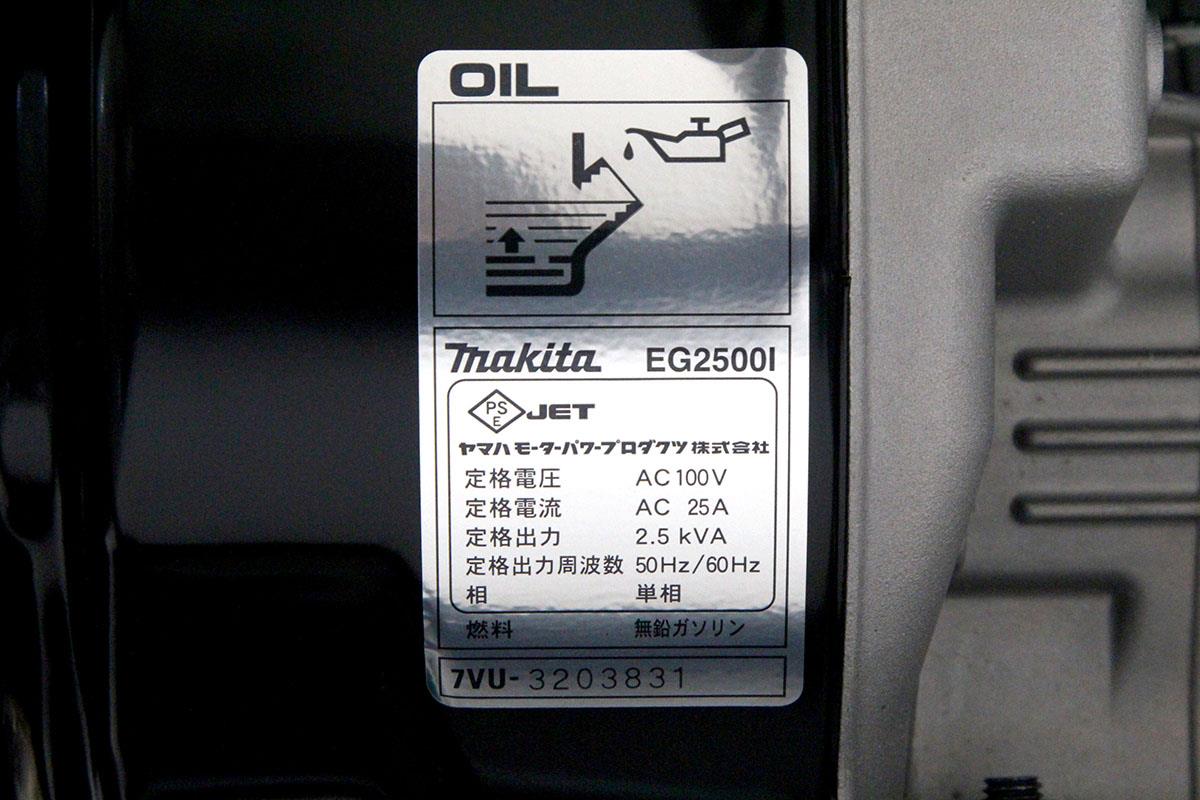 OIL
makita EG2500I
PS E JET
ヤマハモーターパワープロダクツ株式会社
定格電圧 AC 100V
定格電流 AC 25A
定格出力 2.5 kVA
定格出力周波数 50Hz/60Hz
相 単相
燃料 無鉛ガソリン
7VU-3203831